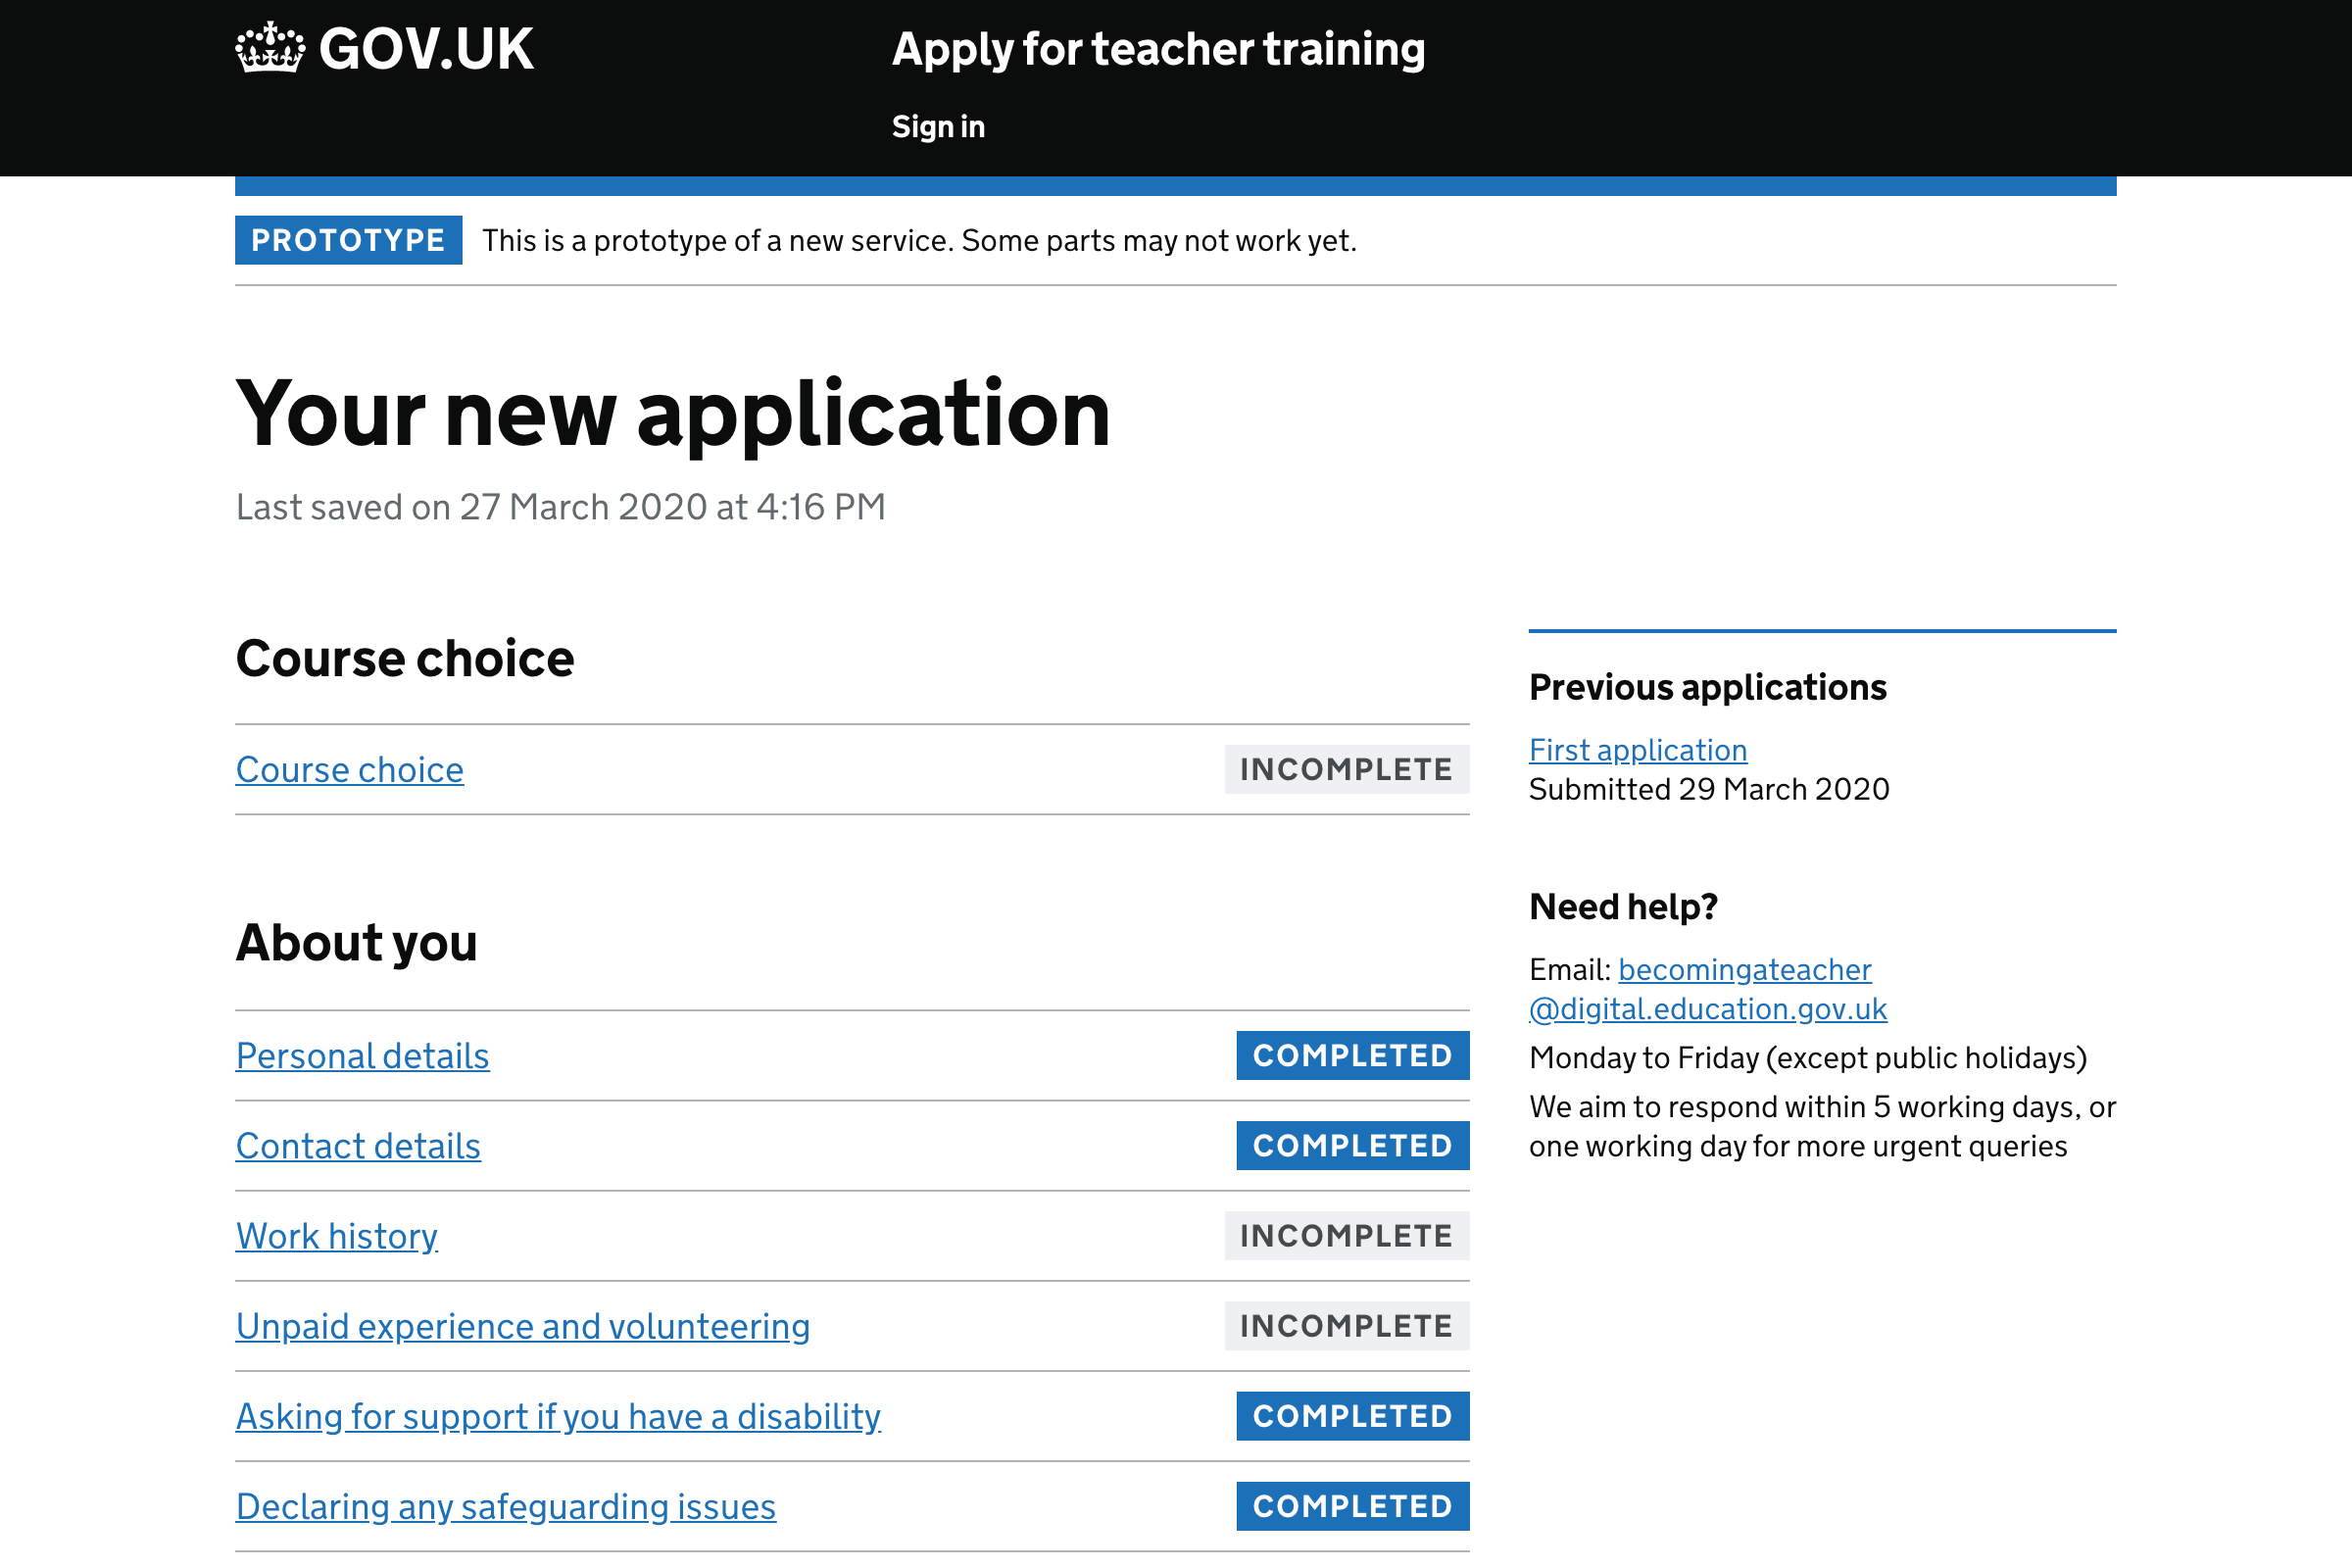 GOV.UK
Apply for teacher training
Sign in
PROTOTYPE This is a prototype of a new service. Some parts may not work yet.
Your new application
Last saved on 27 March 2020 at 4:16 PM
Course choice
Course choice INCOMPLETE
About you
Personal details COMPLETED
Contact details COMPLETED
Work history INCOMPLETE
Unpaid experience and volunteering INCOMPLETE
Asking for support if you have a disability COMPLETED
Declaring any safeguarding issues COMPLETED
Previous applications
First application
Submitted 29 March 2020
Need help?
Email: becomingateacher
@digital.education.gov.uk
Monday to Friday (except public holidays)
We aim to respond within 5 working days, or
one working day for more urgent queries